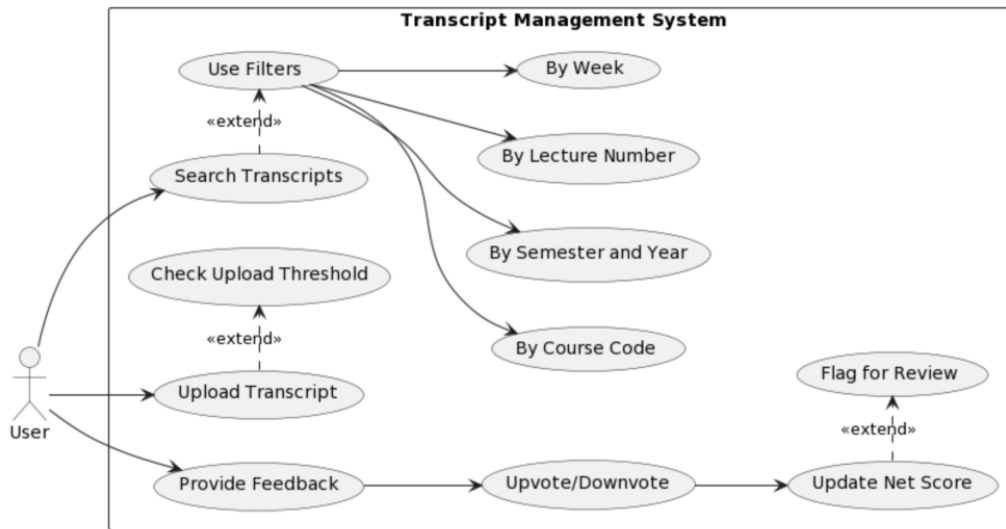 Transcript Management System
Use Filters
By Week
«extend»
By Lecture Number
Search Transcripts
By Semester and Year
Check Upload Threshold
«extend»
By Course Code
Upload Transcript
Flag for Review
User
«extend»
Provide Feedback
Upvote/Downvote
Update Net Score